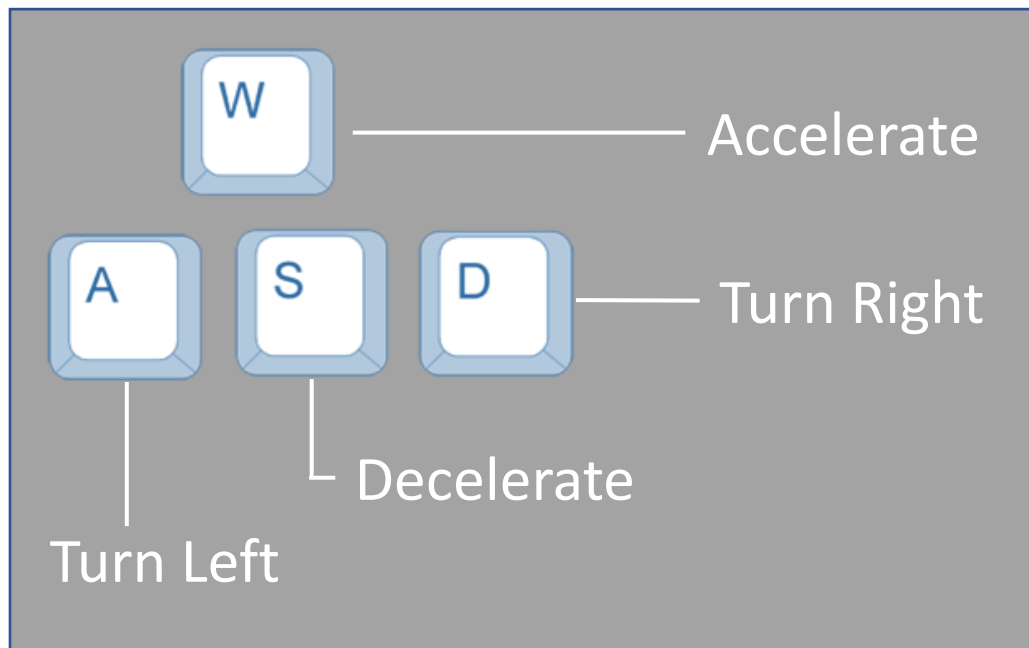 W
Accelerate
A
S
D
Turn Right
Decelerate
Turn Left